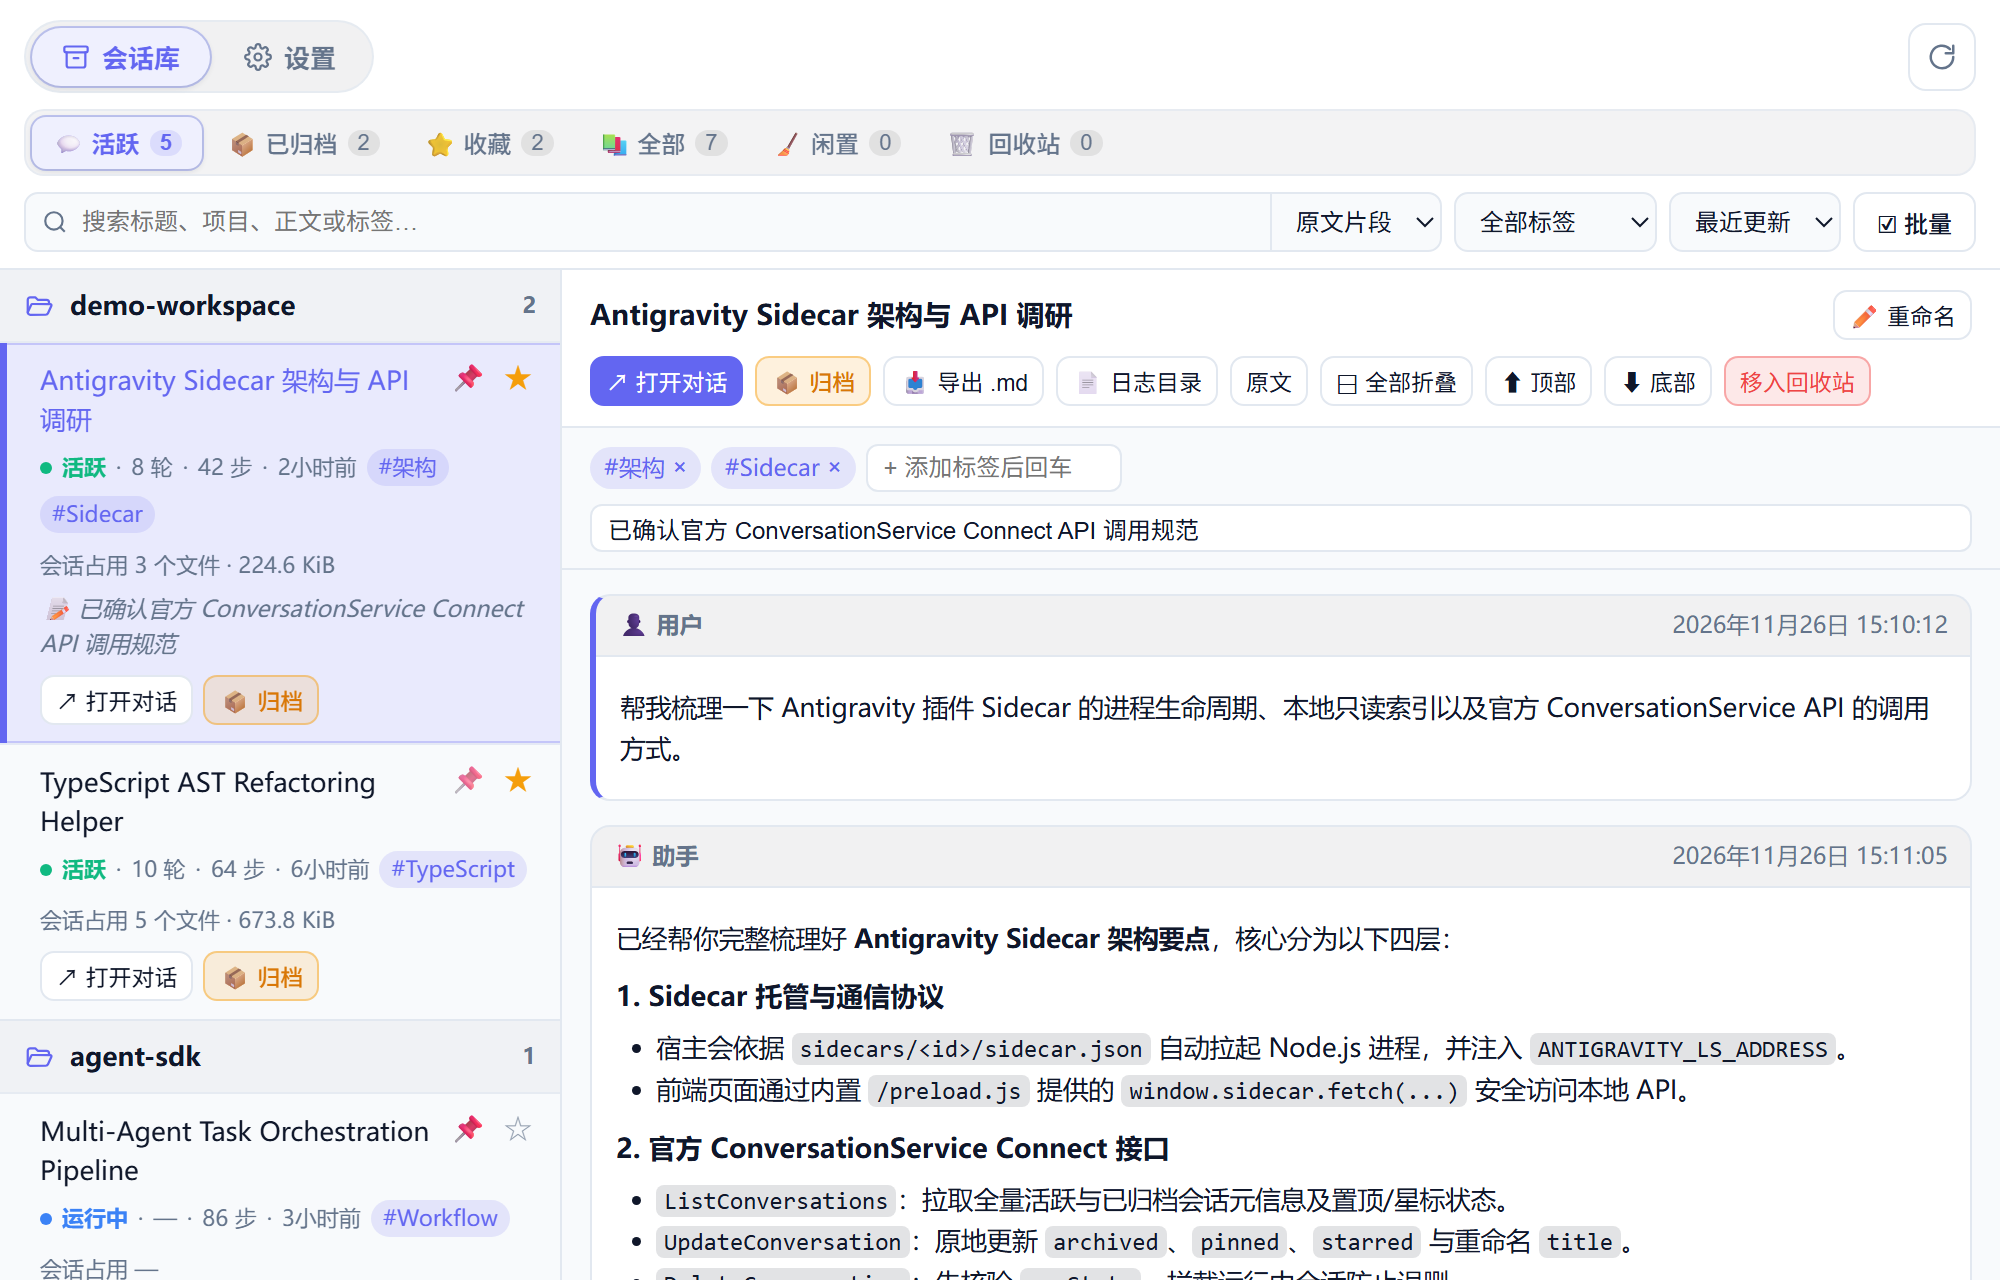 会话库
设置
活跃 5
已归档 2
收藏 2
全部 7
闲置 0
回收站 0
搜索标题、项目、正文或标签…
原文片段
全部标签
最近更新
批量
demo-workspace 2
Antigravity Sidecar 架构与 API
调研
活跃 · 8 轮 · 42 步 · 2小时前 #架构
#Sidecar
会话占用 3 个文件 · 224.6 KiB
已确认官方 ConversationService Connect
API 调用规范
↗ 打开对话
归档
TypeScript AST Refactoring
Helper
活跃 · 10 轮 · 64 步 · 6小时前 #TypeScript
会话占用 5 个文件 · 673.8 KiB
↗ 打开对话
归档
agent-sdk 1
Multi-Agent Task Orchestration
Pipeline
运行中 · — · 86 步 · 3小时前 #Workflow
会话占用 —
Antigravity Sidecar 架构与 API 调研
重命名
↗ 打开对话
归档
导出 .md
日志目录
原文
全部折叠
⬆ 顶部
⬇ 底部
移入回收站
#架构 ×
#Sidecar ×
+ 添加标签后回车
已确认官方 ConversationService Connect API 调用规范
用户 2026年11月26日 15:10:12
帮我梳理一下 Antigravity 插件 Sidecar 的进程生命周期、本地只读索引以及官方 ConversationService API 的调用
方式。
助手 2026年11月26日 15:11:05
已经帮你完整梳理好 Antigravity Sidecar 架构要点，核心分为以下四层：
1. Sidecar 托管与通信协议
• 宿主会依据 sidecars/<id>/sidecar.json 自动拉起 Node.js 进程，并注入 ANTIGRAVITY_LS_ADDRESS 。
• 前端页面通过内置 /preload.js 提供的 window.sidecar.fetch(...) 安全访问本地 API。
2. 官方 ConversationService Connect 接口
• ListConversations ：拉取全量活跃与已归档会话元信息及置顶/星标状态。
• UpdateConversation ：原地更新 archived 、 pinned 、 starred 与重命名 title 。